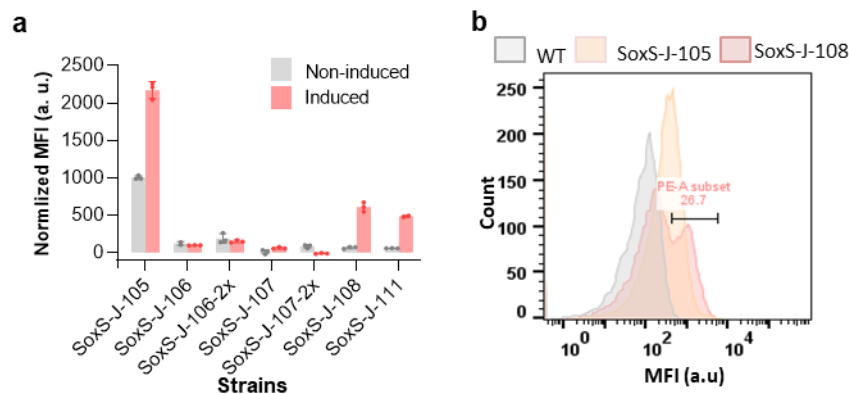 a
Normlized MFI (a. u.)
2500
2000
1500
1000
500
0
Non-induced
Induced
SoxS-J-105
SoxS-J-106
SoxS-J-106-2x
SoxS-J-107
SoxS-J-107-2x
SoxS-J-108
SoxS-J-111
Strains
b
WT SoxS-J-105 SoxS-J-108
Count
250
200
150
100
50
0
PE-A subset
26.7
10^0 10^2 10^4
MFI (a.u)